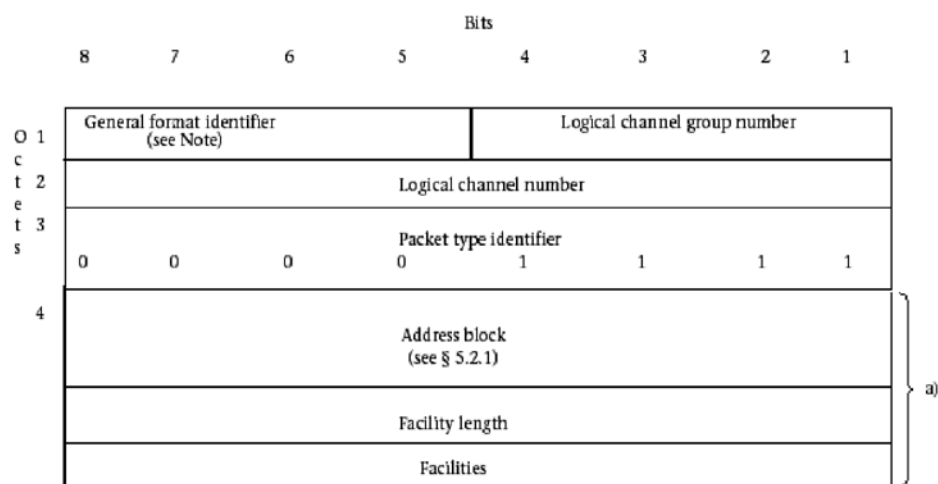 Bits
8 7 6 5 4 3 2 1
Octets
1 General format identifier Logical channel group number
(see Note)
2 Logical channel number
3 Packet type identifier
0 0 0 0 1 1 1 1
4
Address block
(see § 5.2.1)
a)
Facility length
Facilities